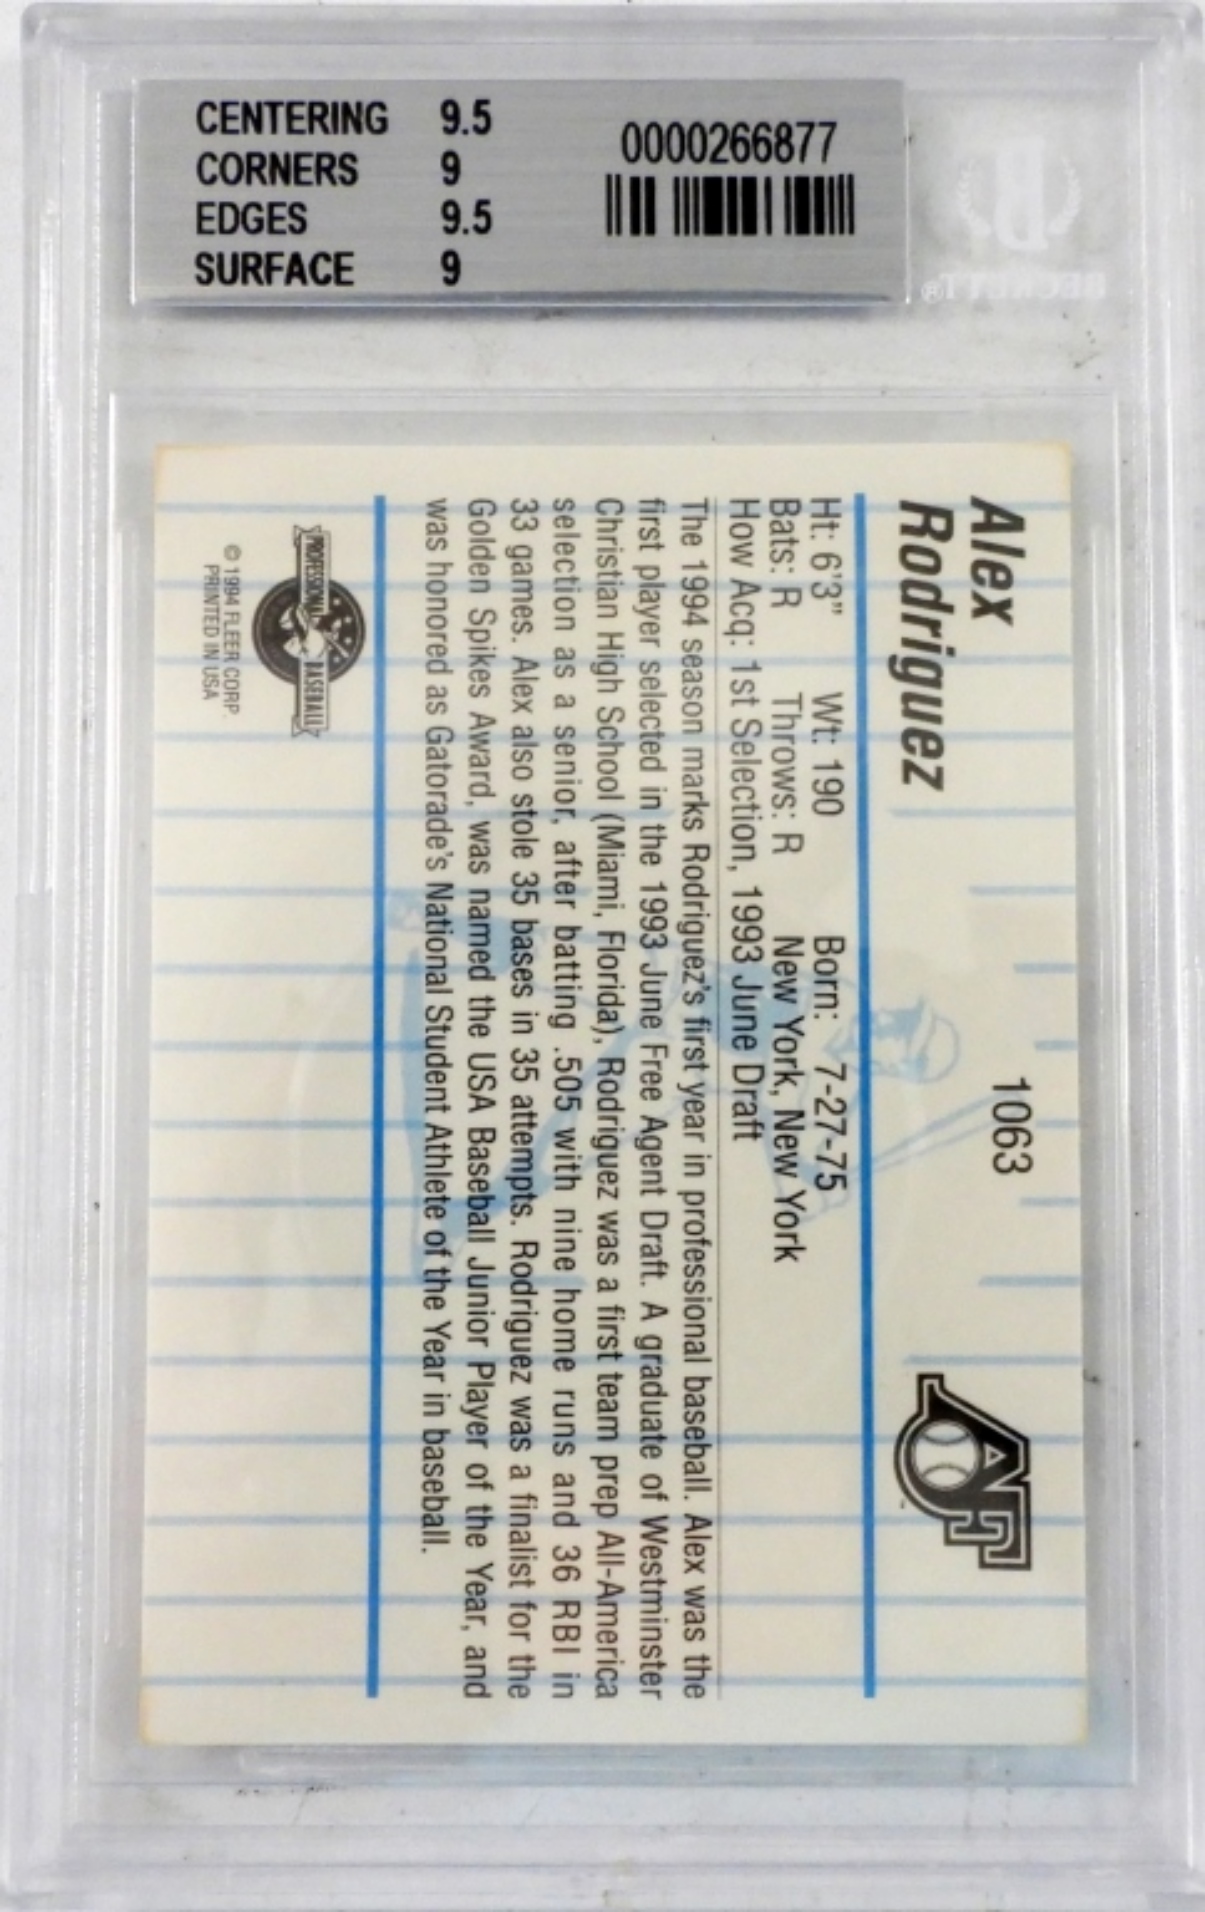 CENTERING 9.5
CORNERS 9
EDGES 9.5
SURFACE 9
0000266877
BECKETT®
Alex
Rodriguez
1063
AT
Ht: 6'3" Wt: 190 Born: 7-27-75
Bats: R Throws: R New York, New York
How Acq: 1st Selection, 1993 June Draft
The 1994 season marks Rodriguez's first year in professional baseball. Alex was the
first player selected in the 1993 June Free Agent Draft. A graduate of Westminster
Christian High School (Miami, Florida), Rodriguez was a first team prep All-America
selection as a senior, after batting .505 with nine home runs and 36 RBI in
33 games. Alex also stole 35 bases in 35 attempts. Rodriguez was a finalist for the
Golden Spikes Award, was named the USA Baseball Junior Player of the Year, and
was honored as Gatorade's National Student Athlete of the Year in baseball.
PROFESSIONAL BASEBALL
© 1994 FLEER CORP.
PRINTED IN USA